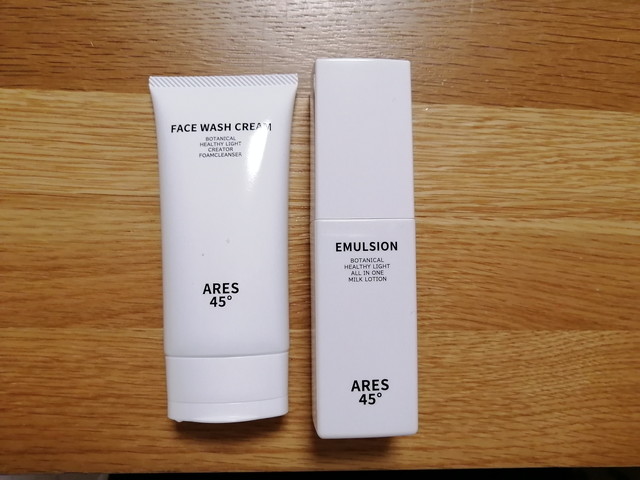 FACE WASH CREAM
BOTANICAL
HEALTHY LIGHT
CREATOR
FOAMCLEANSER
ARES
45°
EMULSION
BOTANICAL
HEALTHY LIGHT
ALL IN ONE
MILK LOTION
ARES
45°